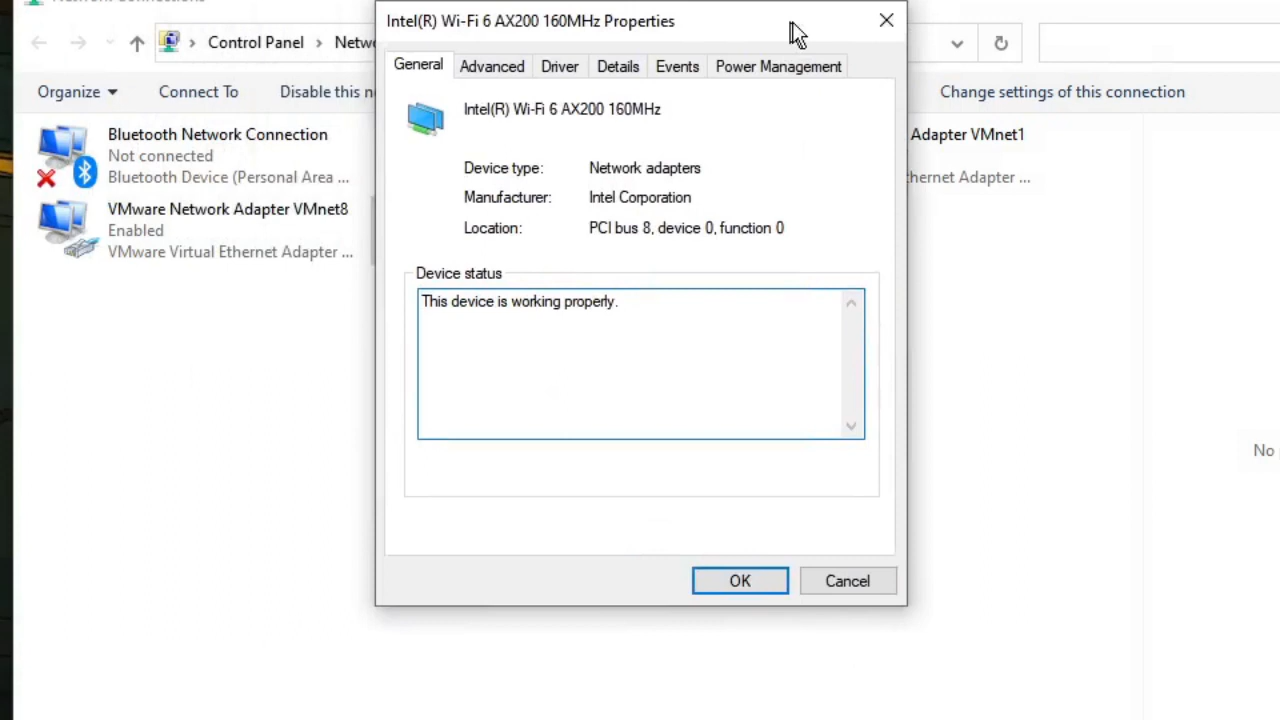 Intel(R) Wi-Fi 6 AX200 160MHz Properties
Control Panel
Netw
General
Advanced
Driver
Details
Events
Power Management
Organize
Connect To
Disable this n
Change settings of this connection
Intel(R) Wi-Fi 6 AX200 160MHz
Device type: Network adapters
Manufacturer: Intel Corporation
Location: PCI bus 8, device 0, function 0
Bluetooth Network Connection
Not connected
Bluetooth Device (Personal Area ...
VMware Network Adapter VMnet8
Enabled
VMware Virtual Ethernet Adapter ...
Adapter VMnet1
hernet Adapter ...
Device status
This device is working properly.
No
OK
Cancel